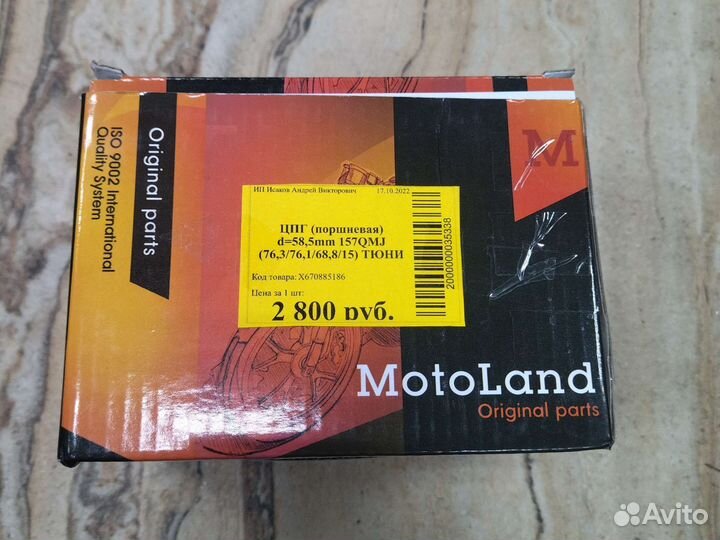 Original parts
ISO 9002 International
Quality System
M
ИП Исаков Андрей Викторович 17.10.2022
ЦПГ (поршневая)
d=58,5mm 157QMJ
(76,3/76,1/68,8/15) ТЮНИ
Код товара: X670885186
Цена за 1 шт:
2 800 руб.
2000000035338
MotoLand
Original parts
Avito